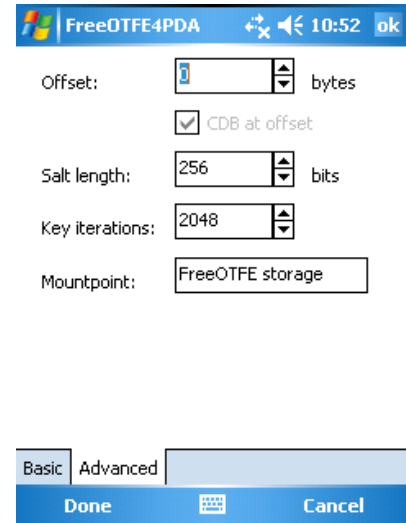 FreeOTFE4PDA 10:52 ok
Offset: 0 bytes
CDB at offset
Salt length: 256 bits
Key iterations: 2048
Mountpoint: FreeOTFE storage
Basic Advanced
Done Cancel